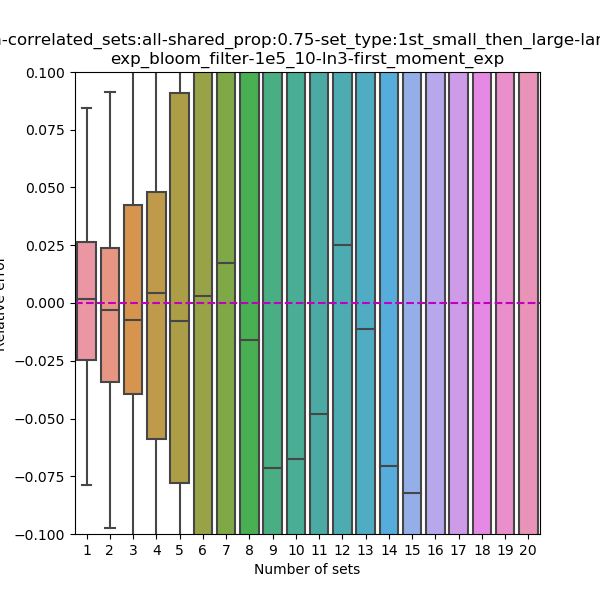 -correlated_sets:all-shared_prop:0.75-set_type:1st_small_then_large-
exp_bloom_filter-1e5_10-ln3-first_moment_exp
0.100
0.075
0.050
0.025
0.000
−0.025
−0.050
−0.075
−0.100
Relative error
1 2 3 4 5 6 7 8 9 10 11 12 13 14 15 16 17 18 19 20
Number of sets